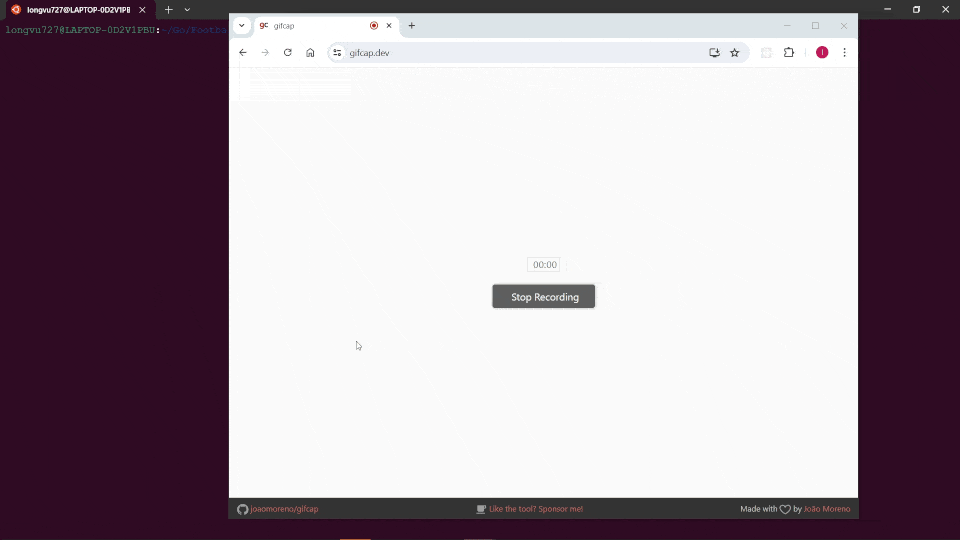 longvu727@LAPTOP-0D2V1PB
gc gifcap
longvu727@LAPTOP-0D2V1PBU:~/Go/Footba
gifcap.dev
00:00
Stop Recording
joaomoreno/gifcap
Like the tool? Sponsor me!
Made with by João Moreno